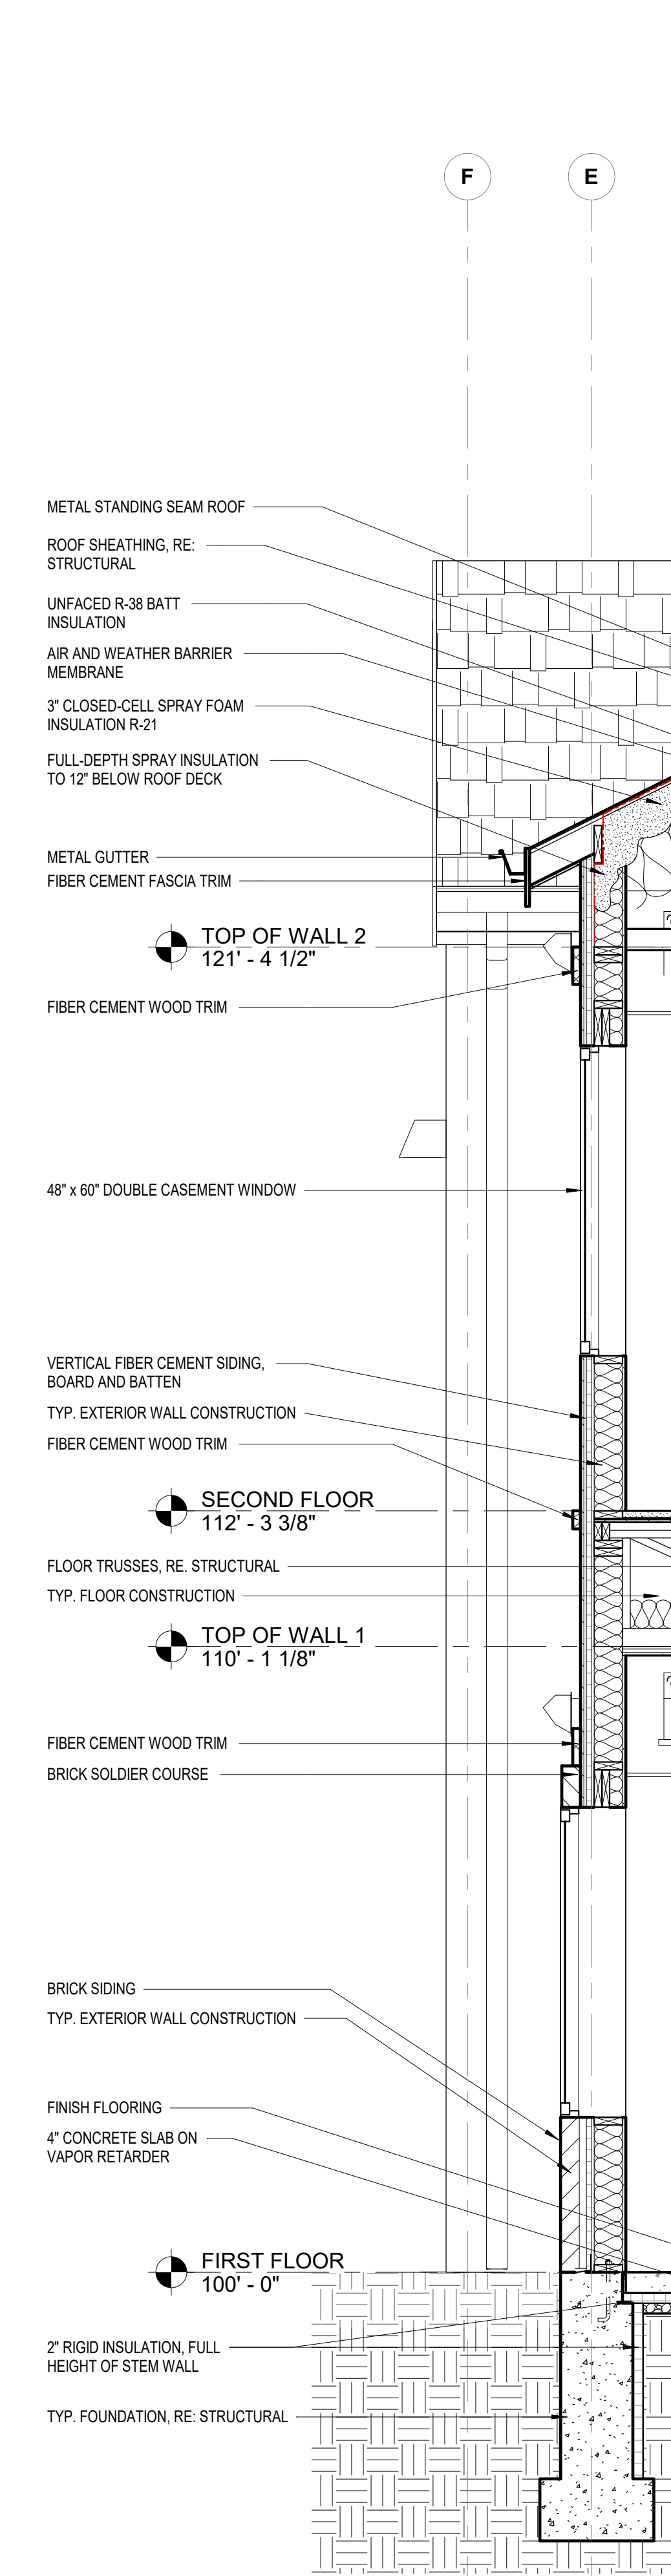 F
E
METAL STANDING SEAM ROOF
ROOF SHEATHING, RE:
STRUCTURAL
UNFACED R-38 BATT
INSULATION
AIR AND WEATHER BARRIER
MEMBRANE
3" CLOSED-CELL SPRAY FOAM
INSULATION R-21
FULL-DEPTH SPRAY INSULATION
TO 12" BELOW ROOF DECK
METAL GUTTER
FIBER CEMENT FASCIA TRIM
TOP OF WALL 2
121' - 4 1/2"
FIBER CEMENT WOOD TRIM
48" x 60" DOUBLE CASEMENT WINDOW
VERTICAL FIBER CEMENT SIDING,
BOARD AND BATTEN
TYP. EXTERIOR WALL CONSTRUCTION
FIBER CEMENT WOOD TRIM
SECOND FLOOR
112' - 3 3/8"
FLOOR TRUSSES, RE. STRUCTURAL
TYP. FLOOR CONSTRUCTION
TOP OF WALL 1
110' - 1 1/8"
FIBER CEMENT WOOD TRIM
BRICK SOLDIER COURSE
BRICK SIDING
TYP. EXTERIOR WALL CONSTRUCTION
FINISH FLOORING
4" CONCRETE SLAB ON
VAPOR RETARDER
FIRST FLOOR
100' - 0"
2" RIGID INSULATION, FULL
HEIGHT OF STEM WALL
TYP. FOUNDATION, RE: STRUCTURAL